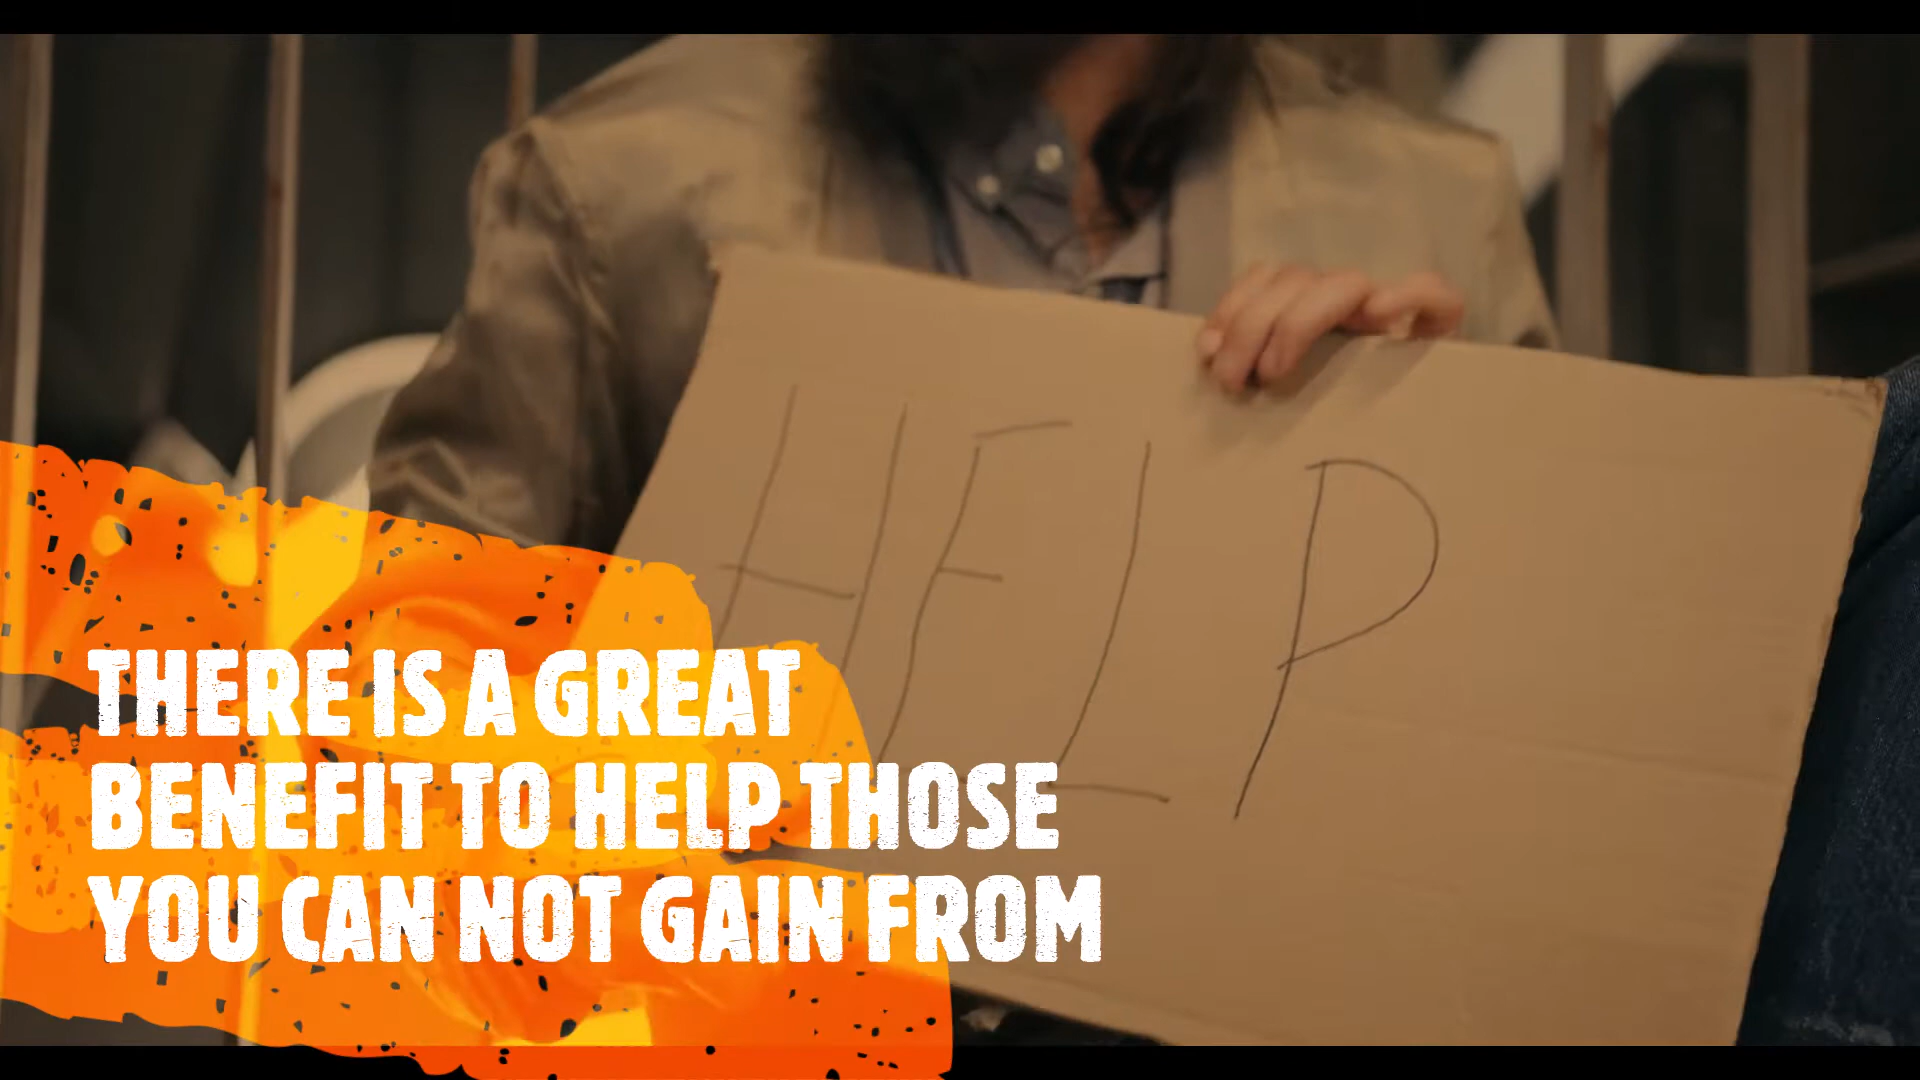 HELP
THERE IS A GREAT
BENEFIT TO HELP THOSE
YOU CAN NOT GAIN FROM